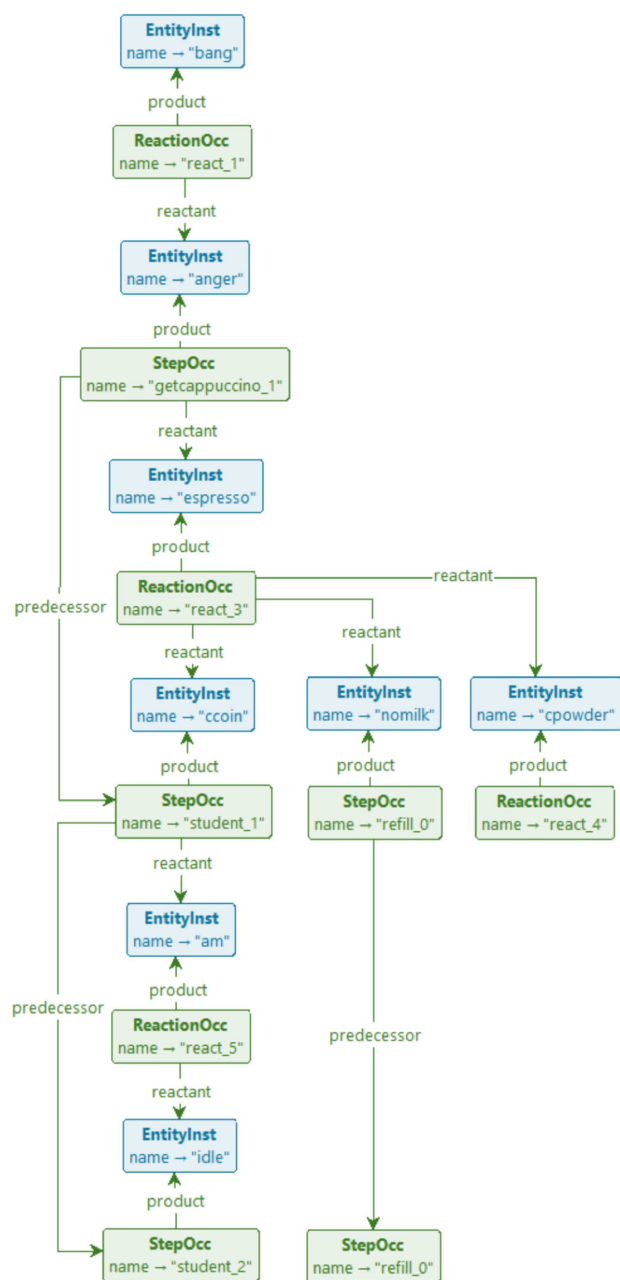 EntityInst
name → "bang"
product
ReactionOcc
name → "react_1"
reactant
EntityInst
name → "anger"
product
StepOcc
name → "getcappuccino_1"
reactant
EntityInst
name → "espresso"
product
ReactionOcc
name → "react_3"
reactant
predecessor
reactant
reactant
EntityInst
name → "ccoin"
EntityInst
name → "nomilk"
EntityInst
name → "cpowder"
product
product
product
StepOcc
name → "student_1"
StepOcc
name → "refill_0"
ReactionOcc
name → "react_4"
reactant
EntityInst
name → "am"
product
predecessor
ReactionOcc
name → "react_5"
predecessor
reactant
EntityInst
name → "idle"
product
StepOcc
name → "student_2"
StepOcc
name → "refill_0"